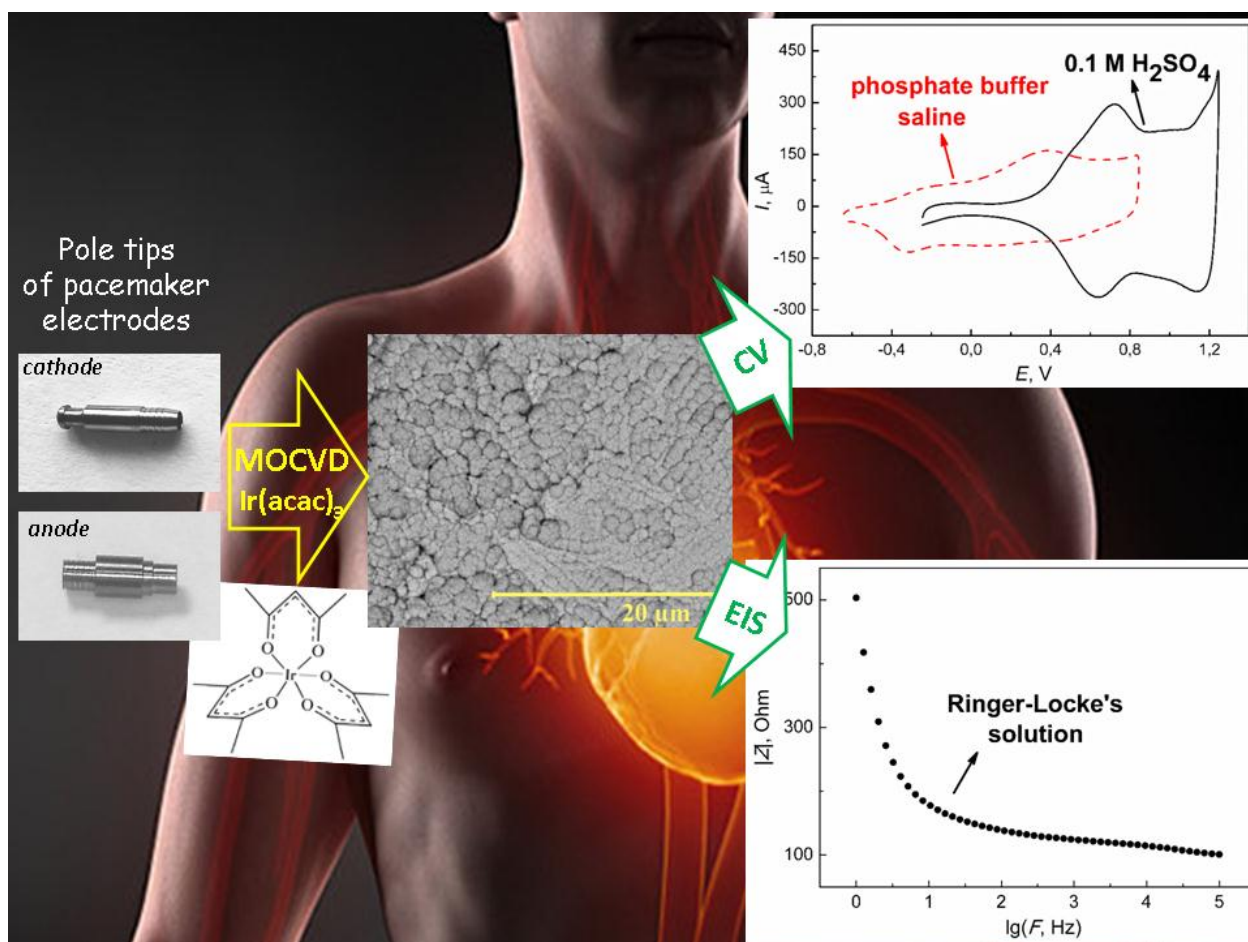 Pole tips
of pacemaker
electrodes
cathode
anode
MOCVD
Ir(acac)₃
O
O
O
Ir
O
O
O
20 μm
CV
EIS
phosphate buffer
saline
0.1 M H₂SO₄
450
300
150
0
-150
-300
I, μA
-0,8
-0,4
0,0
0,4
0,8
1,2
E, V
Ringer-Locke's
solution
500
300
100
|Z|, Ohm
0
1
2
3
4
5
lg(F, Hz)